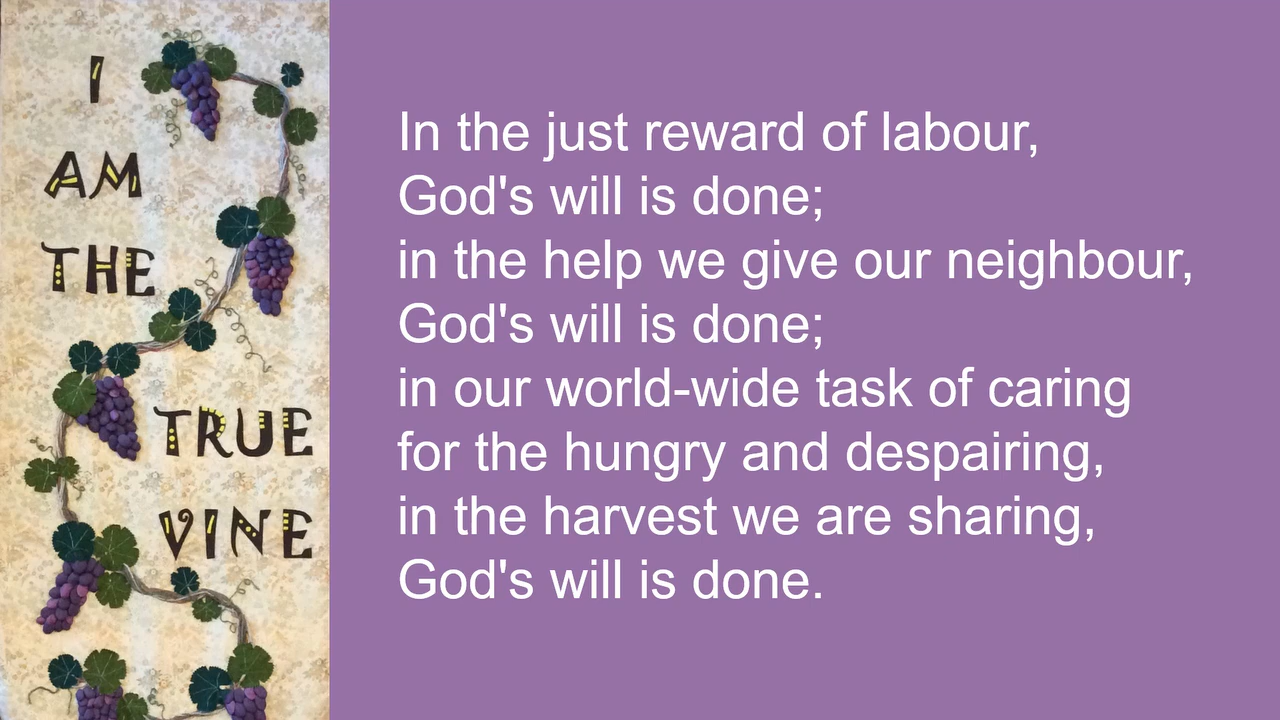 I
AM
THE
TRUE
VINE
In the just reward of labour,
God's will is done;
in the help we give our neighbour,
God's will is done;
in our world-wide task of caring
for the hungry and despairing,
in the harvest we are sharing,
God's will is done.